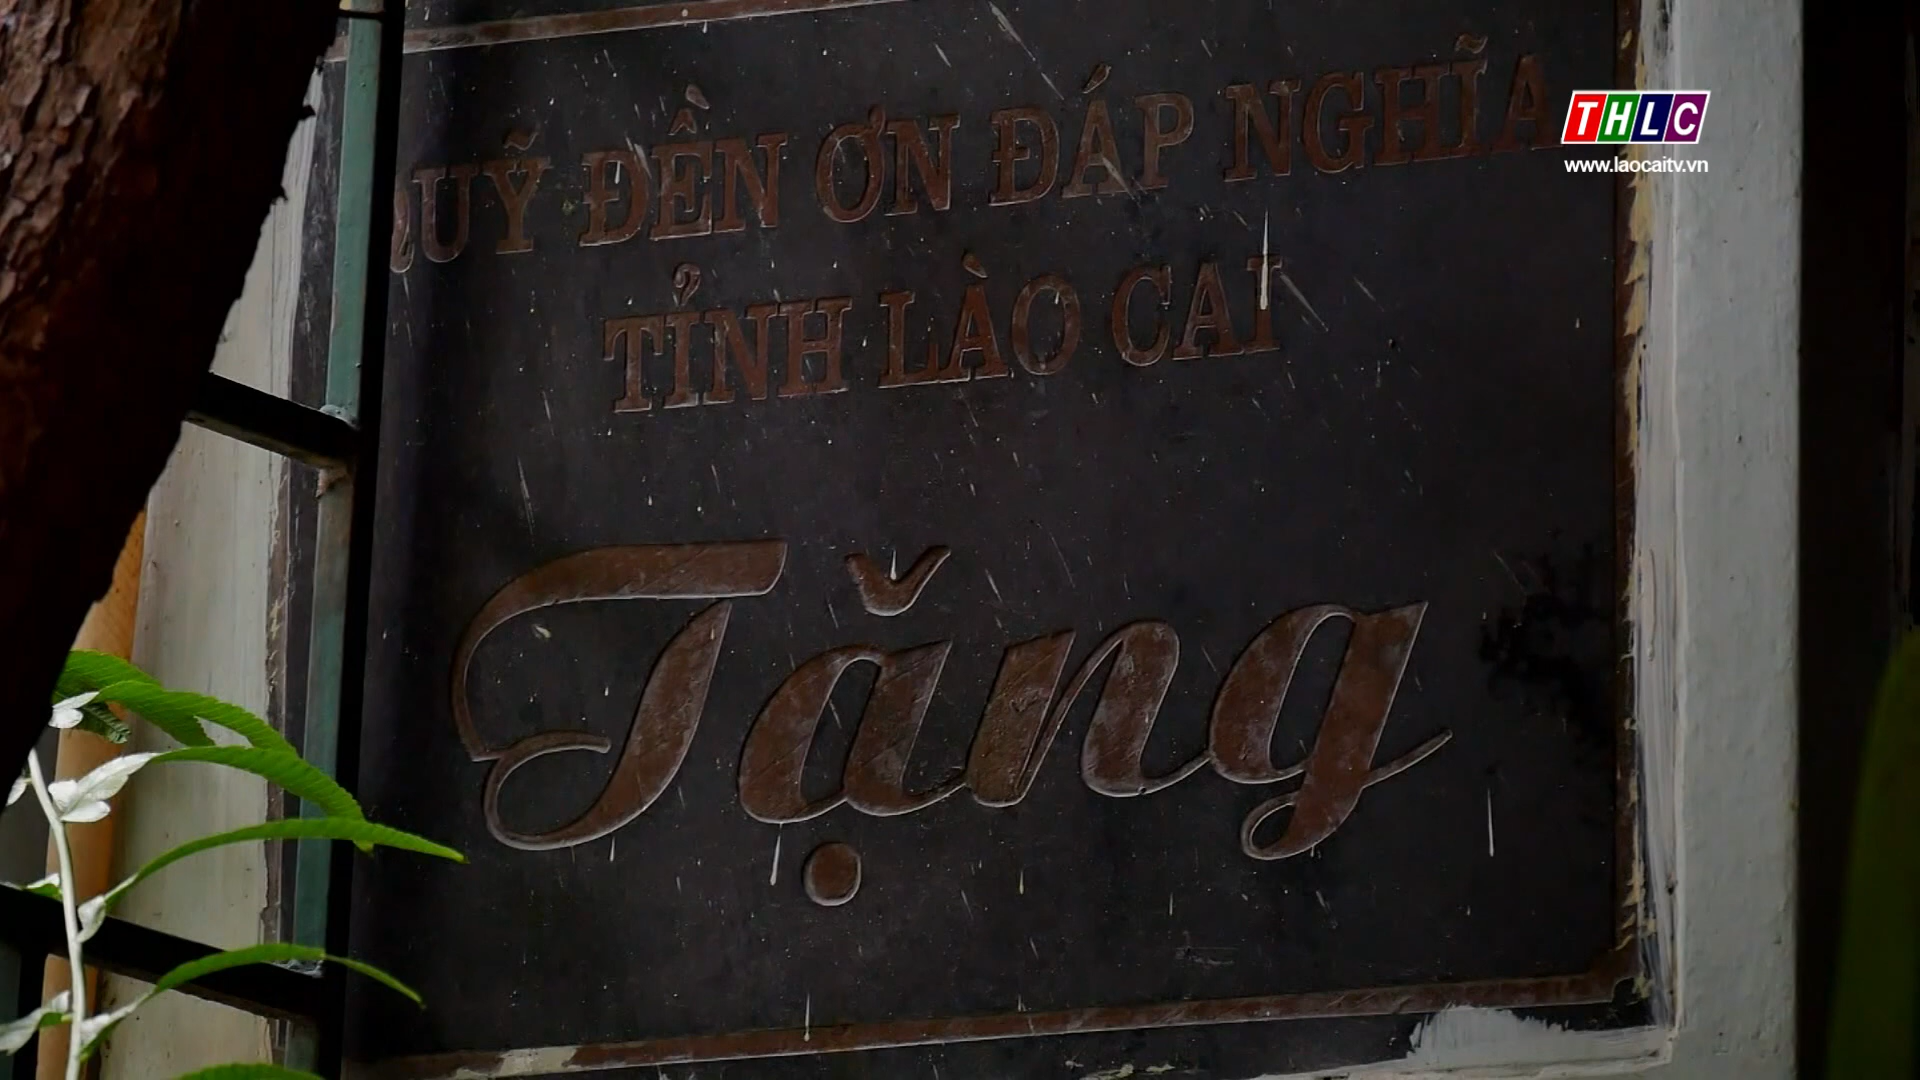 QUỸ ĐỀN ƠN ĐÁP NGHĨA
TỈNH LÀO CAI
Tặng
THLC
www.laocaitv.vn